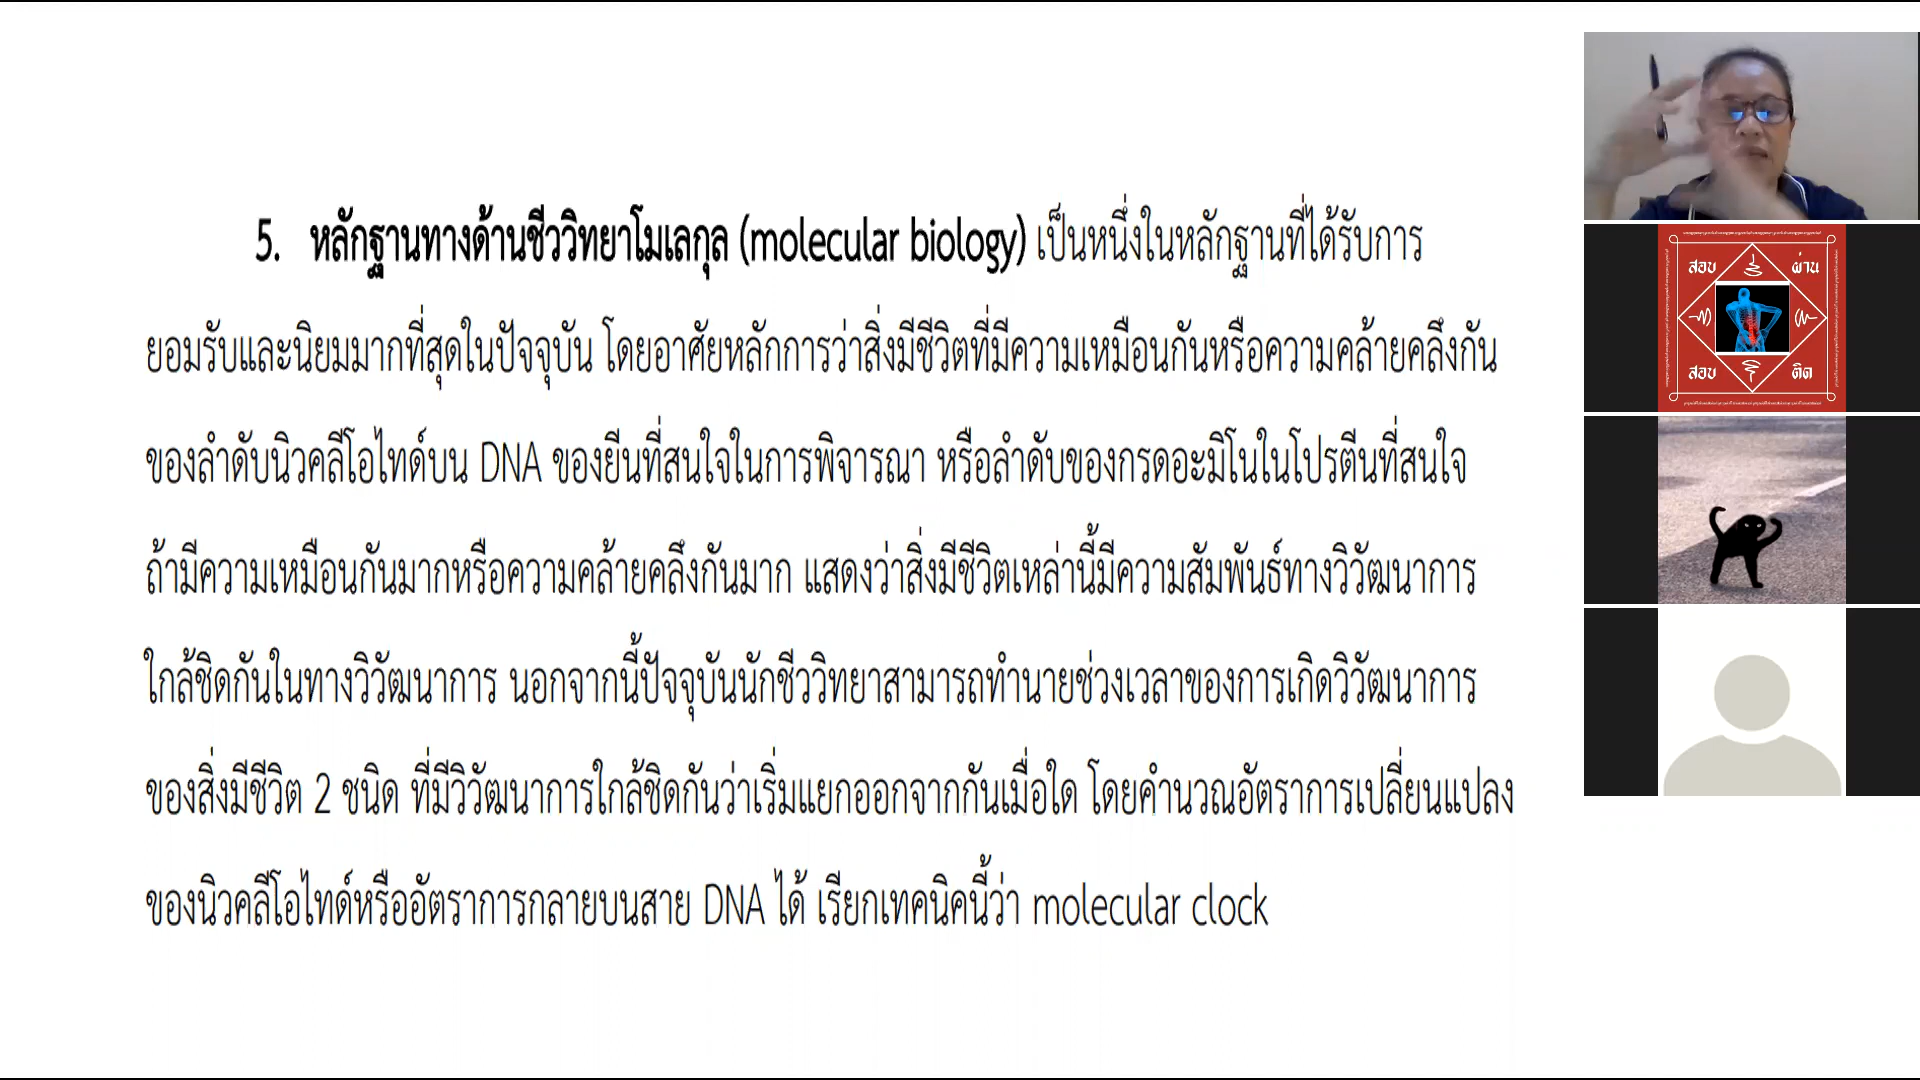 5. หลักฐานทางด้านชีววิทยาโมเลกุล (molecular biology) เป็นหนึ่งในหลักฐานที่ได้รับการ
ยอมรับและนิยมมากที่สุดในปัจจุบัน โดยอาศัยหลักการว่าสิ่งมีชีวิตที่มีความเหมือนกันหรือความคล้ายคลึงกัน
ของลำดับนิวคลีโอไทด์บน DNA ของยีนที่สนใจในการพิจารณา หรือลำดับของกรดอะมิโนในโปรตีนที่สนใจ
ถ้ามีความเหมือนกันมากหรือความคล้ายคลึงกันมาก แสดงว่าสิ่งมีชีวิตเหล่านี้มีความสัมพันธ์ทางวิวัฒนาการ
ใกล้ชิดกันในทางวิวัฒนาการ นอกจากนี้ปัจจุบันนักชีววิทยาสามารถทำนายช่วงเวลาของการเกิดวิวัฒนาการ
ของสิ่งมีชีวิต 2 ชนิด ที่มีวิวัฒนาการใกล้ชิดกันว่าเริ่มแยกออกจากกันเมื่อใด โดยคำนวณอัตราการเปลี่ยนแปลง
ของนิวคลีโอไทด์หรืออัตราการกลายบนสาย DNA ได้ เรียกเทคนิคนี้ว่า molecular clock
สอบ ผ่าน
สอบ ติด